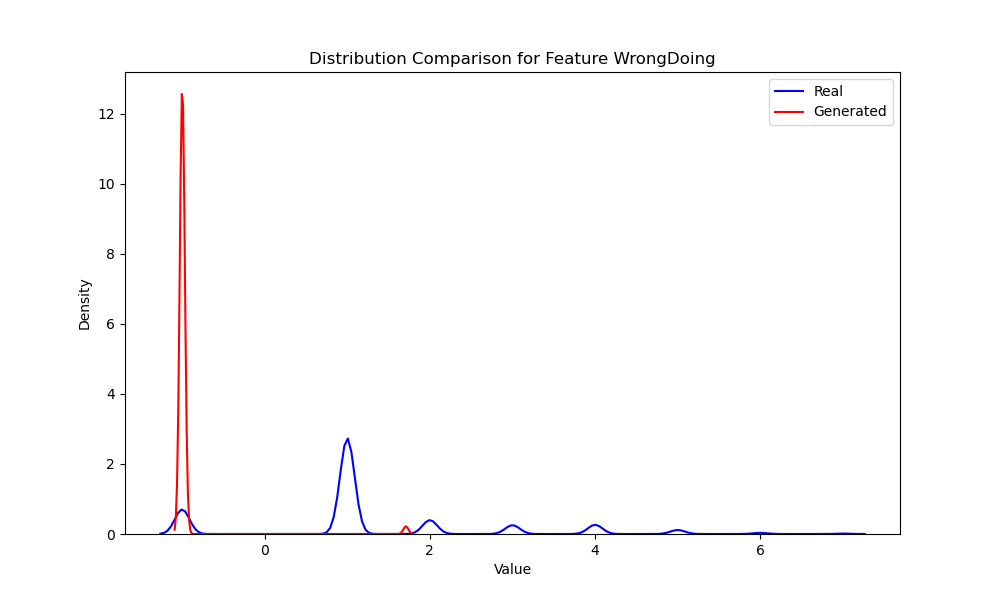 Distribution Comparison for Feature WrongDoing
Real
Generated
12
10
8
6
4
2
0
Density
0
2
4
6
Value